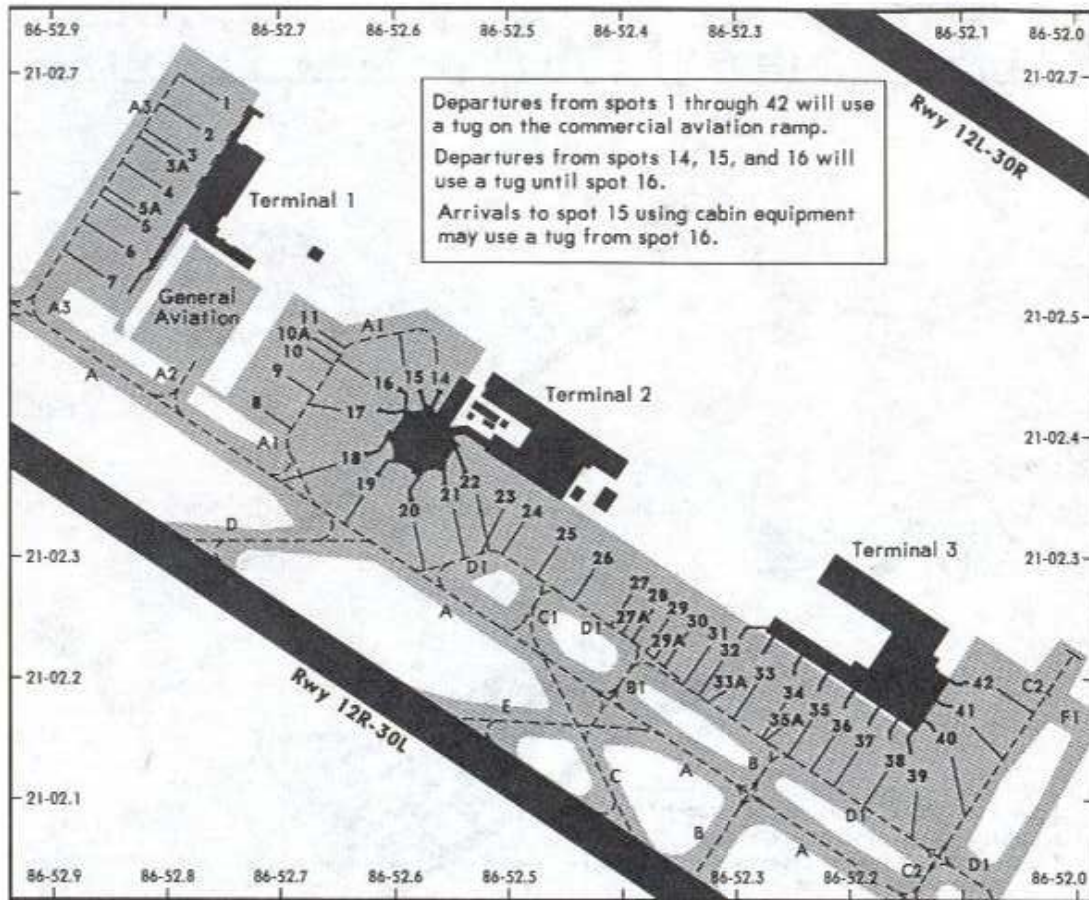 86-52.9 86-52.7 86-52.6 86-52.5 86-52.4 86-52.3 86-52.1 86-52.0
21-02.7
21-02.7
Departures from spots 1 through 42 will use
a tug on the commercial aviation ramp.
Departures from spots 14, 15, and 16 will
use a tug until spot 16.
Arrivals to spot 15 using cabin equipment
may use a tug from spot 16.
Rwy 12L-30R
A3
1
2
3
3A
4
5A
5
6
7
Terminal 1
General
Aviation
A3
A
A2
11
10A
10
9
8
A1
A1
16
15
14
17
18
19
20
21
22
23
24
25
26
Terminal 2
21-02.5
21-02.4
21-02.3
21-02.3
21-02.2
21-02.1
D
D1
A
C1
D1
27
27A
28
29
29A
30
31
32
33A
33
34
35A
35
36
37
38
39
40
41
42
Terminal 3
C2
F1
B1
E
C
A
B
B
D1
A
C2
D1
Rwy 12R-30L
86-52.9 86-52.8 86-52.7 86-52.6 86-52.5 86-52.3 86-52.2 86-52.0